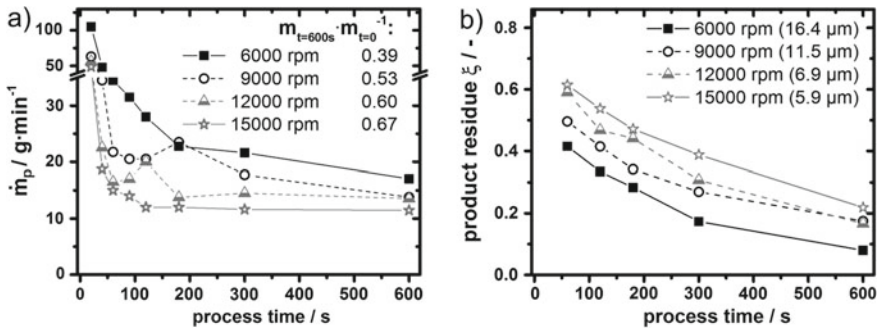 a)
m_t=600s·m_t=0^-1:
6000 rpm 0.39
9000 rpm 0.53
12000 rpm 0.60
15000 rpm 0.67
100
50
30
20
10
0
ṁ_p / g·min^-1
0 100 200 300 400 500 600
process time / s
b)
6000 rpm (16.4 µm)
9000 rpm (11.5 µm)
12000 rpm (6.9 µm)
15000 rpm (5.9 µm)
0.8
0.6
0.4
0.2
0.0
product residue ξ / -
0 100 200 300 400 500 600
process time / s